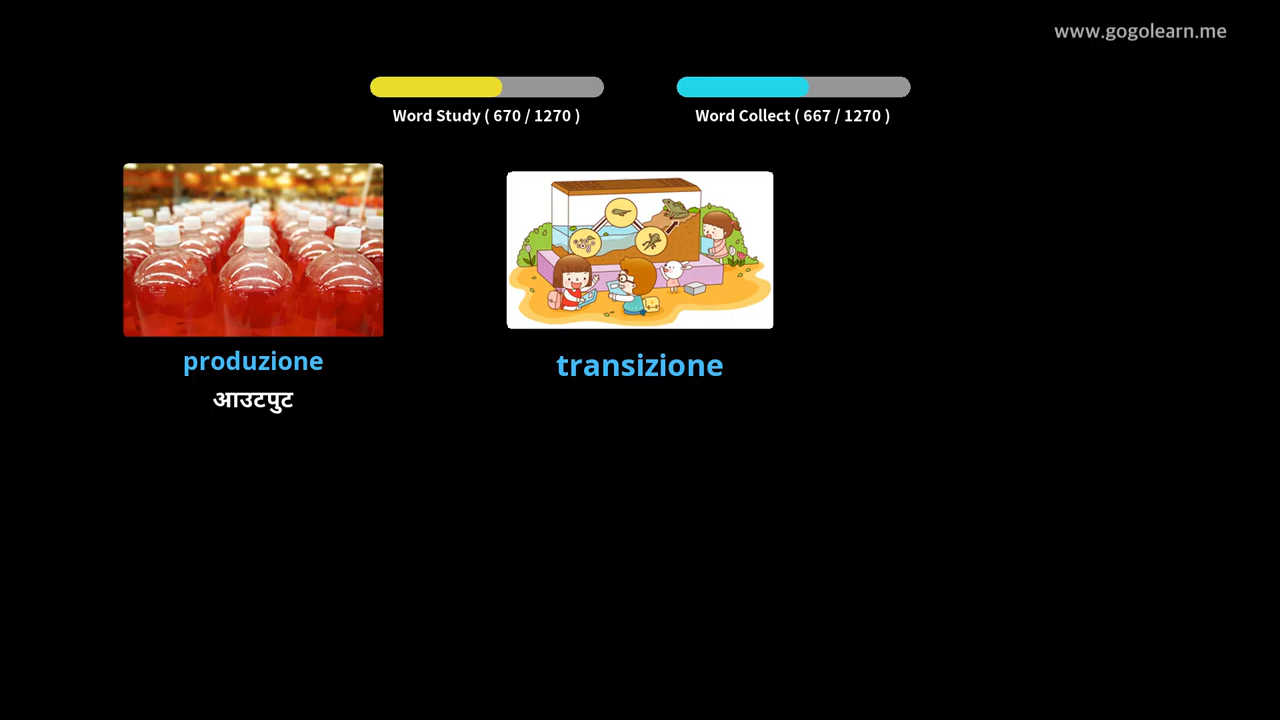 www.gogolearn.me
Word Study ( 670 / 1270 )
Word Collect ( 667 / 1270 )
produzione
आउटपुट
transizione